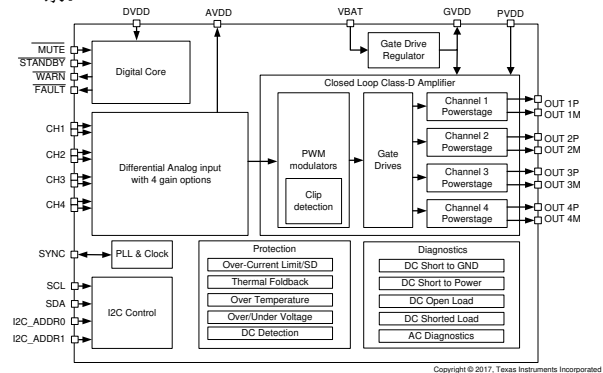 DVDD
AVDD
VBAT
GVDD
PVDD
MUTE
STANDBY
WARN
FAULT
Digital Core
Gate Drive
Regulator
Closed Loop Class-D Amplifier
CH1
CH2
CH3
CH4
Differential Analog input
with 4 gain options
PWM
modulators
Clip
detection
Gate
Drives
Channel 1
Powerstage
Channel 2
Powerstage
Channel 3
Powerstage
Channel 4
Powerstage
OUT 1P
OUT 1M
OUT 2P
OUT 2M
OUT 3P
OUT 3M
OUT 4P
OUT 4M
SYNC
PLL & Clock
SCL
SDA
I2C_ADDR0
I2C_ADDR1
I2C Control
Protection
Over-Current Limit/SD
Thermal Foldback
Over Temperature
Over/Under Voltage
DC Detection
Diagnostics
DC Short to GND
DC Short to Power
DC Open Load
DC Shorted Load
AC Diagnostics
Copyright © 2017, Texas Instruments Incorporated